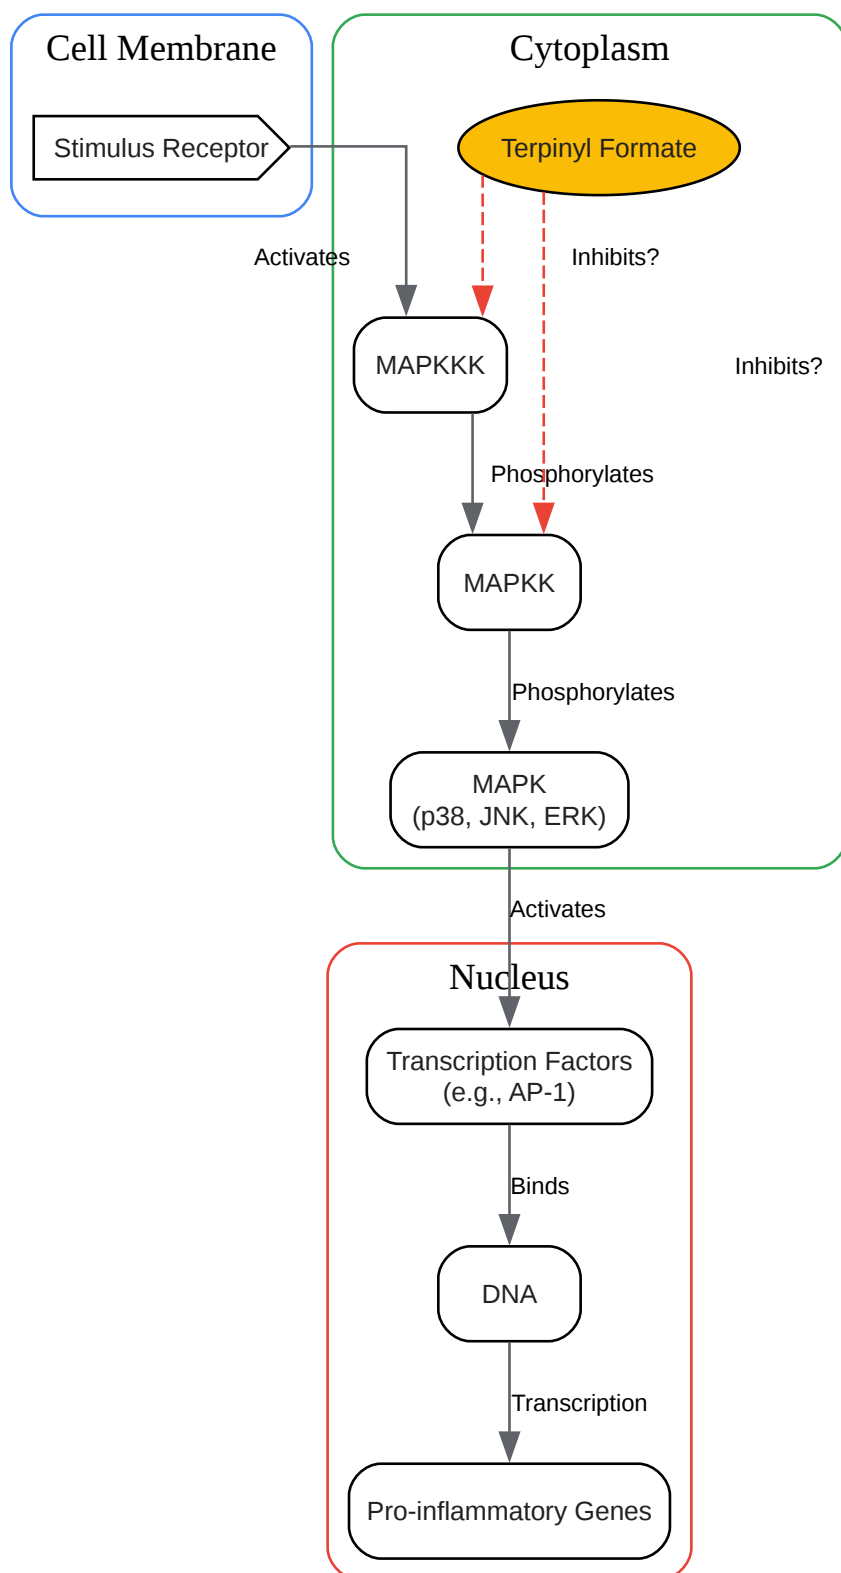 Cell Membrane
Cytoplasm
Stimulus Receptor
Terpinyl Formate
Activates
Inhibits?
MAPKKK
Inhibits?
Phosphorylates
MAPKK
Phosphorylates
MAPK
(p38, JNK, ERK)
Activates
Nucleus
Transcription Factors
(e.g., AP-1)
Binds
DNA
Transcription
Pro-inflammatory Genes